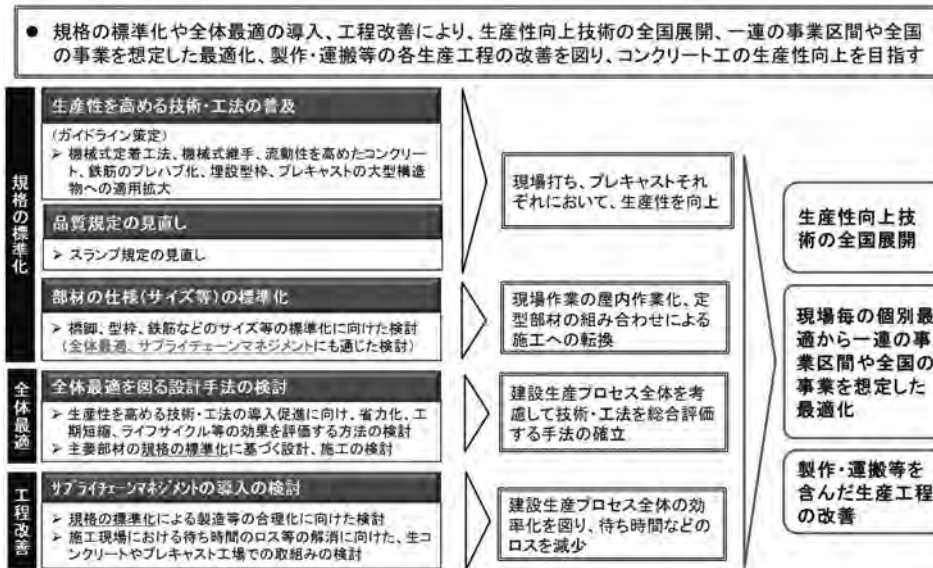 ● 規格の標準化や全体最適の導入、工程改善により、生産性向上技術の全国展開、一連の事業区間や全国
の事業を想定した最適化、製作・運搬等の各生産工程の改善を図り、コンクリート工の生産性向上を目指す
規格の標準化
生産性を高める技術・工法の普及
(ガイドライン策定)
➢ 機械式定着工法、機械式継手、流動性を高めたコンクリー
ト、鉄筋のプレハブ化、埋設型枠、プレキャストの大型構造
物への適用拡大
品質規定の見直し
➢ スランプ規定の見直し
現場打ち、プレキャストそれ
ぞれにおいて、生産性を向上
部材の仕様(サイズ等)の標準化
➢ 橋脚、型枠、鉄筋などのサイズ等の標準化に向けた検討
(全体最適、サプライチェーンマネジメントにも通じた検討)
現場作業の屋内作業化、定
型部材の組み合わせによる
施工への転換
全体最適
全体最適を図る設計手法の検討
➢ 生産性を高める技術・工法の導入促進に向け、省力化、工
期短縮、ライフサイクル等の効果を評価する方法の検討
➢ 主要部材の規格の標準化に基づく設計、施工の検討
建設生産プロセス全体を考
慮して技術・工法を総合評価
する手法の確立
工程改善
サプライチェーンマネジメントの導入の検討
➢ 規格の標準化による製造等の合理化に向けた検討
➢ 施工現場における待ち時間のロス等の解消に向けた、生コ
ンクリートやプレキャスト工場での取組みの検討
建設生産プロセス全体の効
率化を図り、待ち時間などの
ロスを減少
生産性向上技
術の全国展開
現場毎の個別最
適から一連の事
業区間や全国の
事業を想定した
最適化
製作・運搬等を
含んだ生産工程
の改善